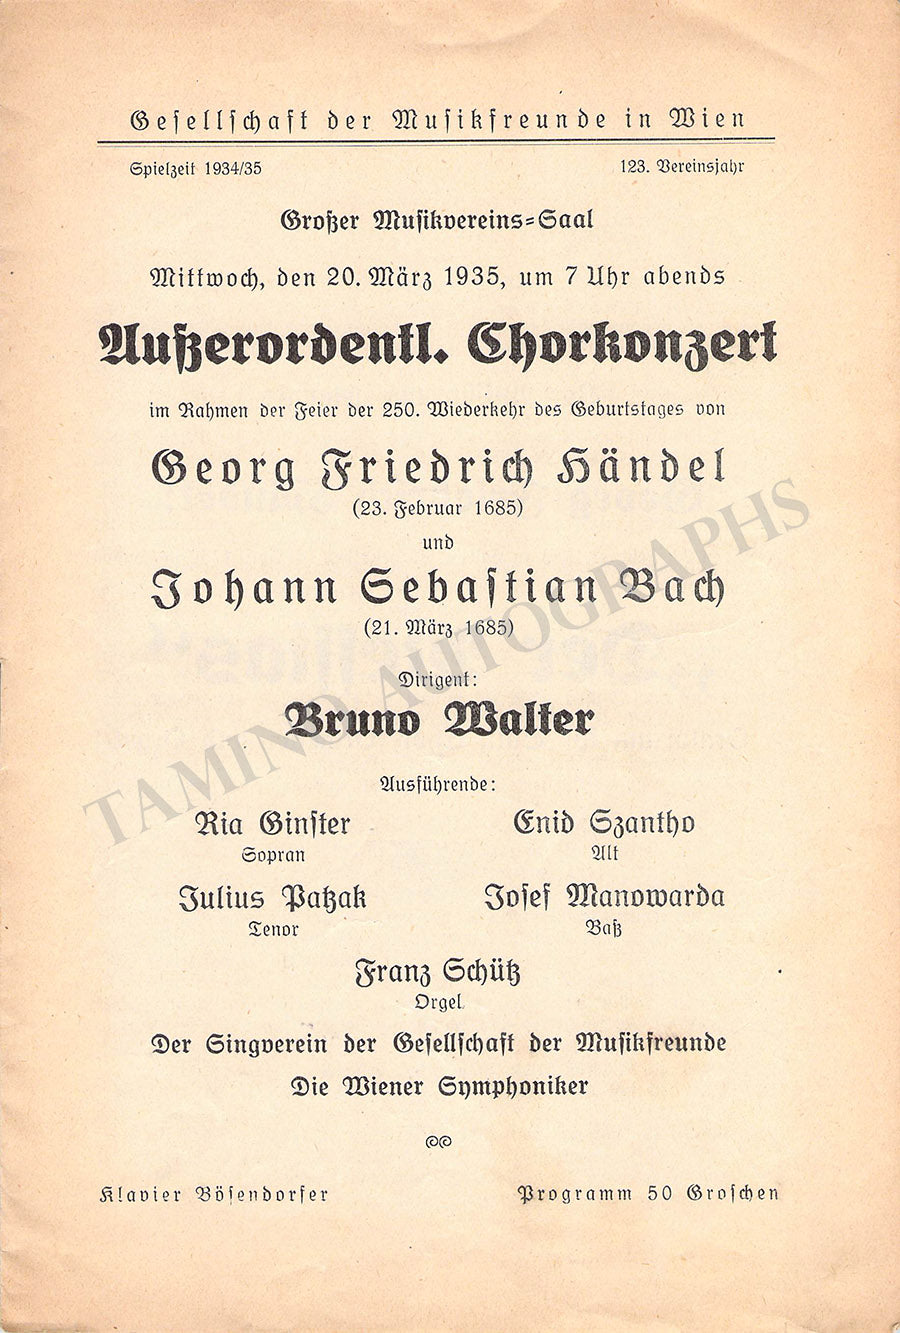 Gesellschaft der Musikfreunde in Wien
Spielzeit 1934/35 123. Vereinsjahr
Großer Musikvereins=Saal
Mittwoch, den 20. März 1935, um 7 Uhr abends
Außerordentl. Chorkonzert
im Rahmen der Feier der 250. Wiederkehr des Geburtstages von
Georg Friedrich Händel
(23. Februar 1685)
und
Johann Sebastian Bach
(21. März 1685)
Dirigent:
Bruno Walter
Ausführende:
Ria Ginster Enid Szantho
Sopran Alt
Julius Patzak Josef Manowarda
Tenor Baß
Franz Schütz
Orgel
Der Singverein der Gesellschaft der Musikfreunde
Die Wiener Symphoniker
Klavier Bösendorfer Programm 50 Groschen
TAMINO AUTOGRAPHS